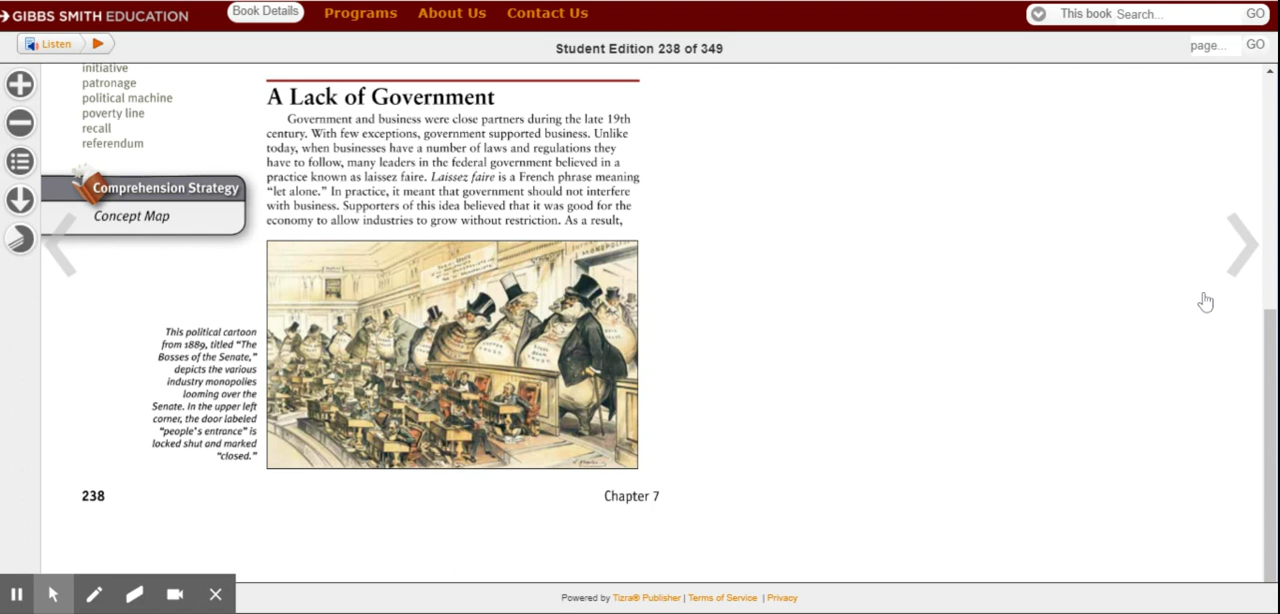 GIBBS SMITH EDUCATION
Book Details
Programs
About Us
Contact Us
This book
Search...
GO
Listen
Student Edition 238 of 349
page...
GO
initiative
patronage
political machine
poverty line
recall
referendum
Comprehension Strategy
Concept Map
A Lack of Government
Government and business were close partners during the late 19th
century. With few exceptions, government supported business. Unlike
today, when businesses have a number of laws and regulations they
have to follow, many leaders in the federal government believed in a
practice known as laissez faire. Laissez faire is a French phrase meaning
“let alone.” In practice, it meant that government should not interfere
with business. Supporters of this idea believed that it was good for the
economy to allow industries to grow without restriction. As a result,
This political cartoon
from 1889, titled “The
Bosses of the Senate,”
depicts the various
industry monopolies
looming over the
Senate. In the upper left
corner, the door labeled
“people’s entrance” is
locked shut and marked
“closed.”
238
Chapter 7
Powered by Tizra® Publisher | Terms of Service | Privacy